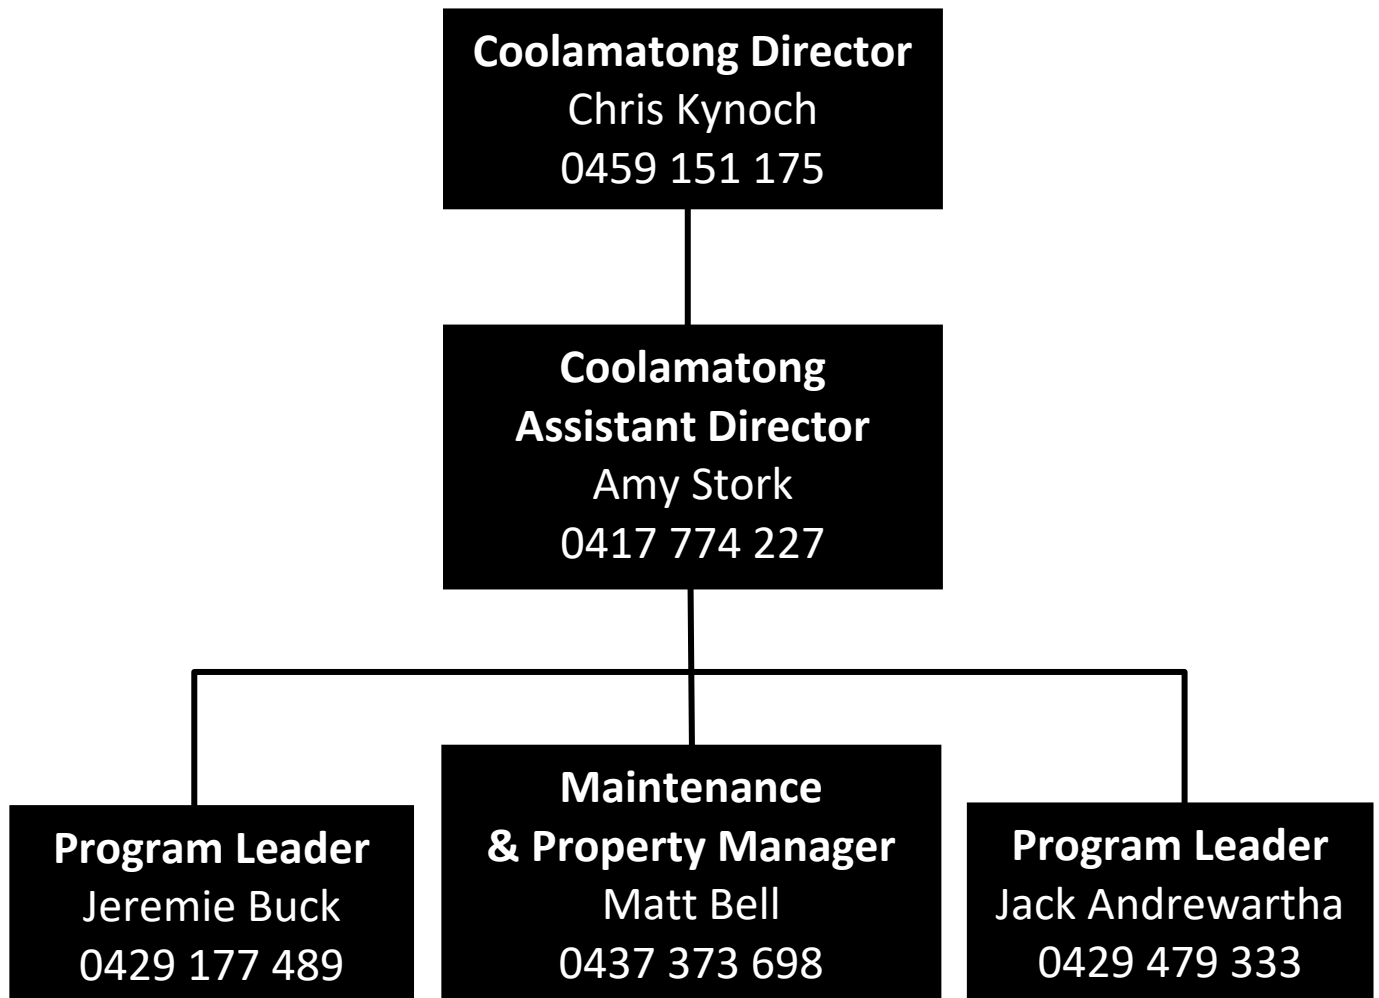 Coolamatong Director
Chris Kynoch
0459 151 175
Coolamatong
Assistant Director
Amy Stork
0417 774 227
Program Leader
Jeremie Buck
0429 177 489
Maintenance
& Property Manager
Matt Bell
0437 373 698
Program Leader
Jack Andrewartha
0429 479 333